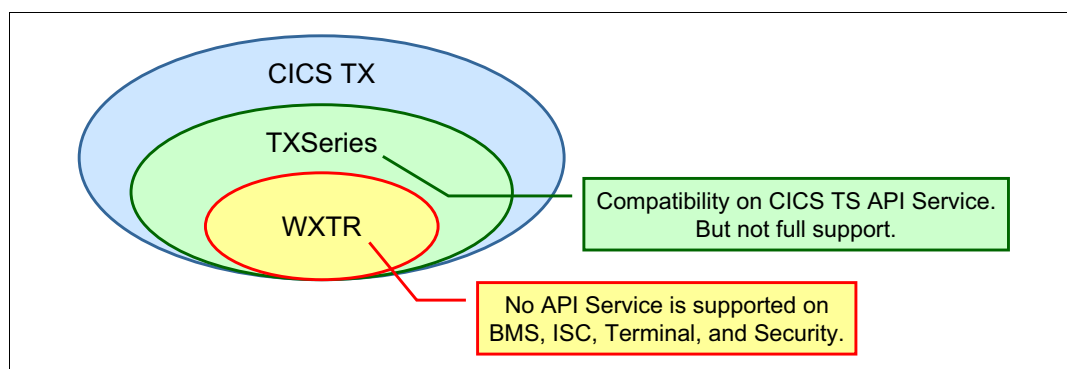 CICS TX
TXSeries
WXTR
Compatibility on CICS TS API Service.
But not full support.
No API Service is supported on
BMS, ISC, Terminal, and Security.